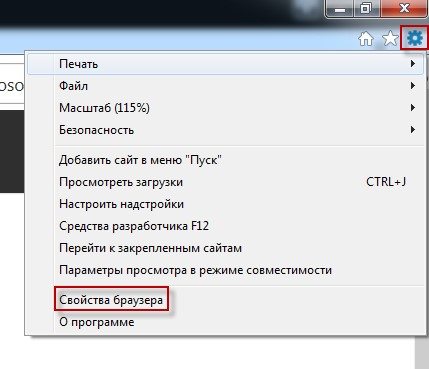 OSO
Печать
Файл
Масштаб (115%)
Безопасность
Добавить сайт в меню "Пуск"
Просмотреть загрузки CTRL+J
Настроить надстройки
Средства разработчика F12
Перейти к закрепленным сайтам
Параметры просмотра в режиме совместимости
Свойства браузера
О программе